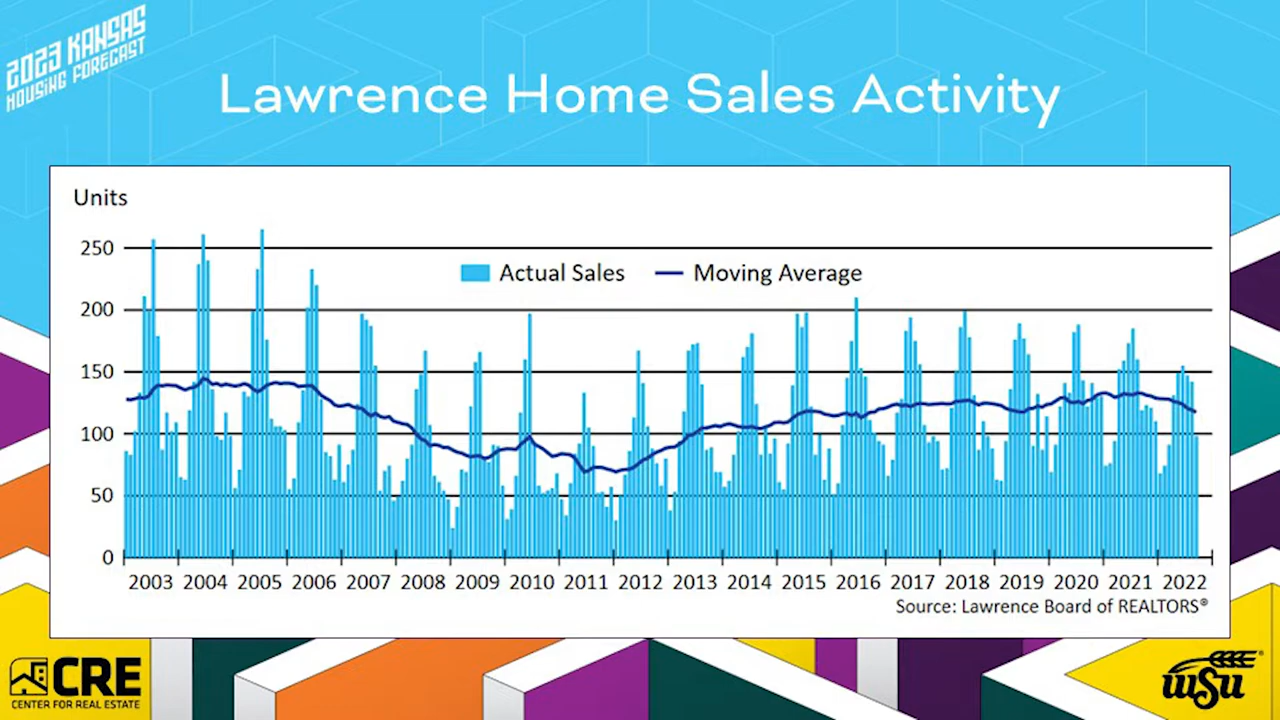 2023 KANSAS
HOUSING FORECAST
Lawrence Home Sales Activity
Units
Actual Sales Moving Average
250
200
150
100
50
0
2003 2004 2005 2006 2007 2008 2009 2010 2011 2012 2013 2014 2015 2016 2017 2018 2019 2020 2021 2022
Source: Lawrence Board of REALTORS®
CRE
CENTER FOR REAL ESTATE
WSU®